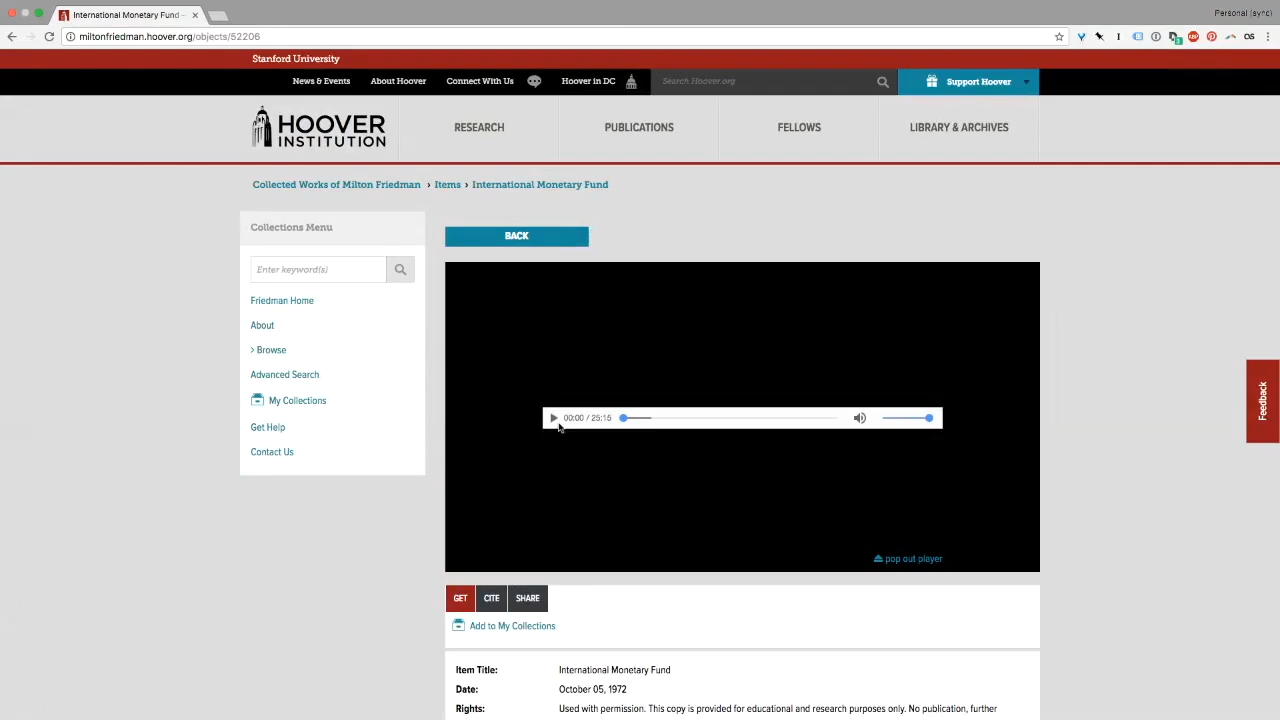 International Monetary Fund -
Personal (sync)
miltonfriedman.hoover.org/objects/52206
Stanford University
News & Events
About Hoover
Connect With Us
Hoover in DC
Search Hoover.org
Support Hoover
HOOVER
INSTITUTION
RESEARCH
PUBLICATIONS
FELLOWS
LIBRARY & ARCHIVES
Collected Works of Milton Friedman › Items › International Monetary Fund
Collections Menu
Enter keyword(s)
Friedman Home
About
> Browse
Advanced Search
My Collections
Get Help
Contact Us
BACK
00:00 / 25:15
pop out player
Feedback
GET
CITE
SHARE
Add to My Collections
Item Title: International Monetary Fund
Date: October 05, 1972
Rights: Used with permission. This copy is provided for educational and research purposes only. No publication, further